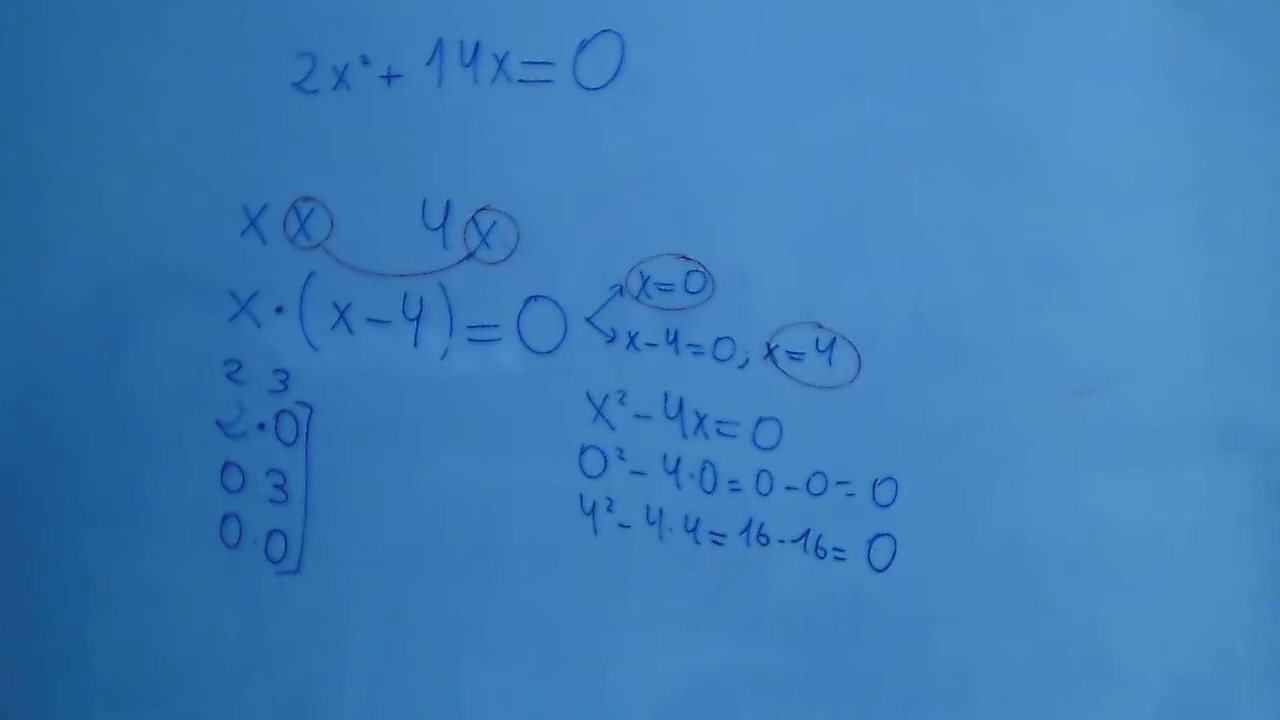 2x² + 14x = 0
x x 4x
x · (x - 4) = 0
x = 0
x - 4 = 0, x = 4
2 3
2 · 0
0 3
0 · 0
x² - 4x = 0
0² - 4 · 0 = 0 - 0 = 0
4² - 4 · 4 = 16 - 16 = 0